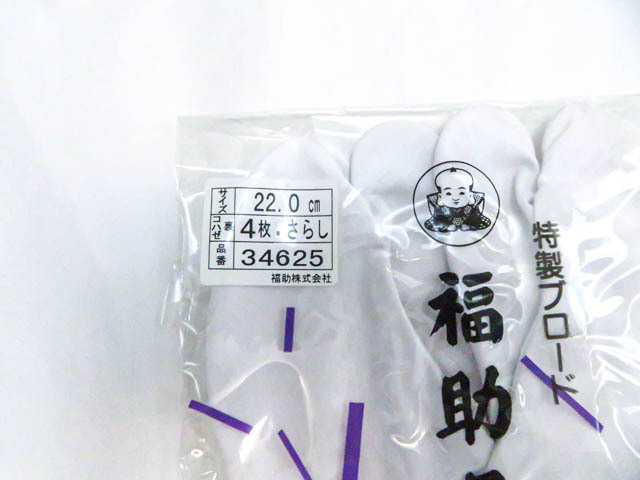 サイズ 22.0 cm
コハゼ 裏 4枚・さらし
品番 34625
福助株式会社
特製ブロード
福助